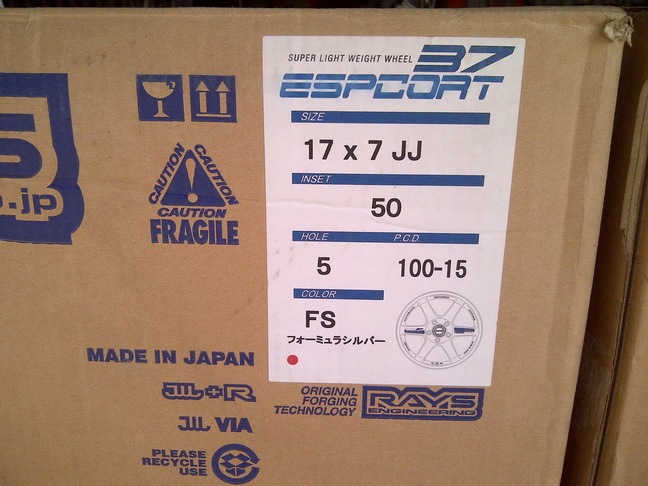 SUPER LIGHT WEIGHT WHEEL 37
ESPCORT
SIZE
17 x 7 JJ
INSET
50
HOLE P.C.D.
5 100-15
COLOR
FS
フォーミュラシルバー
S
.jp
CAUTION CAUTION
CAUTION
FRAGILE
MADE IN JAPAN
JWL+R
JWL VIA
PLEASE
RECYCLE
USE
ORIGINAL
FORGING
TECHNOLOGY
RAYS
ENGINEERING